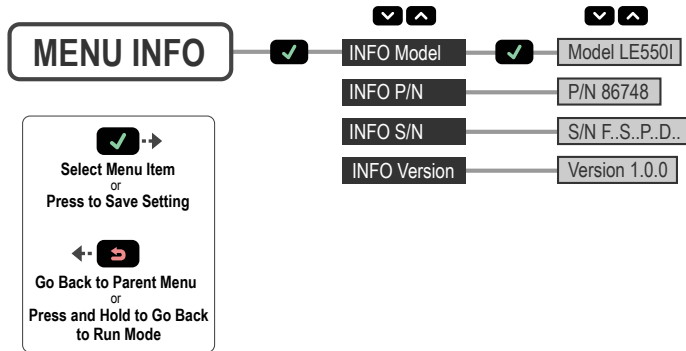 MENU INFO
INFO Model
Model LE550I
INFO P/N
P/N 86748
INFO S/N
S/N F..S..P..D..
INFO Version
Version 1.0.0
Select Menu Item
or
Press to Save Setting
Go Back to Parent Menu
or
Press and Hold to Go Back
to Run Mode